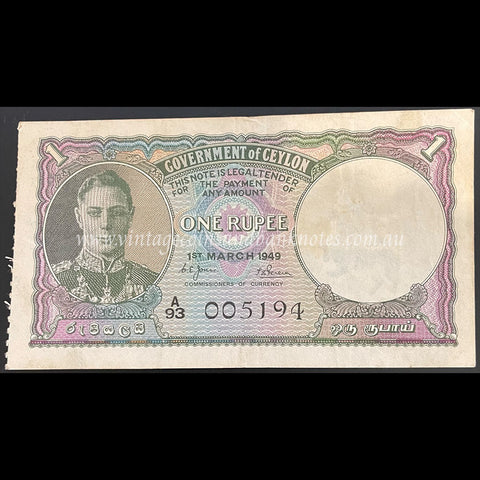 1
1
GOVERNMENT of CEYLON
THIS NOTE IS LEGAL TENDER
FOR THE PAYMENT OF
ANY AMOUNT
ONE RUPEE
www.vintagecoinsandbanknotes.com.au
1ST MARCH 1949
COMMISSIONERS OF CURRENCY
A/93 005194
රුපියලයි
ஒரு ரூபாய்